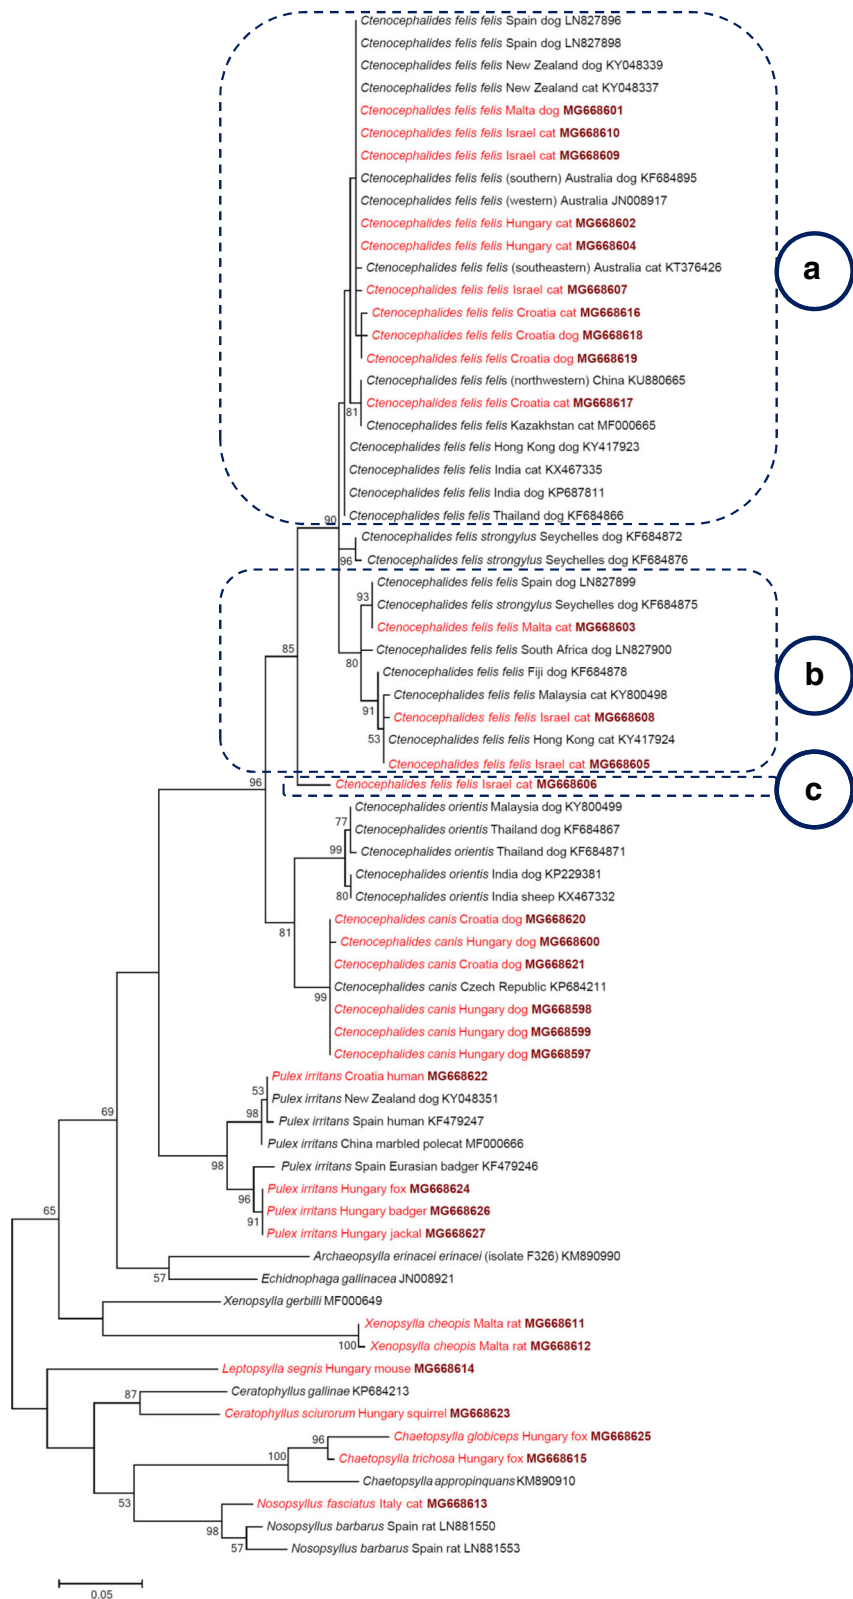 Ctenocephalides felis felis Spain dog LN827896
Ctenocephalides felis felis Spain dog LN827898
Ctenocephalides felis felis New Zealand dog KY048339
Ctenocephalides felis felis New Zealand cat KY048337
Ctenocephalides felis felis Malta dog MG668601
Ctenocephalides felis felis Israel cat MG668610
Ctenocephalides felis felis Israel cat MG668609
Ctenocephalides felis felis (southern) Australia dog KF684895
Ctenocephalides felis felis (western) Australia JN008917
Ctenocephalides felis felis Hungary cat MG668602
Ctenocephalides felis felis Hungary cat MG668604
a
Ctenocephalides felis felis (southeastern) Australia cat KT376426
Ctenocephalides felis felis Israel cat MG668607
Ctenocephalides felis felis Croatia cat MG668616
Ctenocephalides felis felis Croatia dog MG668618
Ctenocephalides felis felis Croatia dog MG668619
Ctenocephalides felis felis (northwestern) China KU880665
Ctenocephalides felis felis Croatia cat MG668617
81
Ctenocephalides felis felis Kazakhstan cat MF000665
Ctenocephalides felis felis Hong Kong dog KY417923
Ctenocephalides felis felis India cat KX467335
Ctenocephalides felis felis India dog KP687811
Ctenocephalides felis felis Thailand dog KF684866
90
Ctenocephalides felis strongylus Seychelles dog KF684872
96
Ctenocephalides felis strongylus Seychelles dog KF684876
Ctenocephalides felis felis Spain dog LN827899
93
Ctenocephalides felis strongylus Seychelles dog KF684875
Ctenocephalides felis felis Malta cat MG668603
85
Ctenocephalides felis felis South Africa dog LN827900
80
Ctenocephalides felis felis Fiji dog KF684878
b
Ctenocephalides felis felis Malaysia cat KY800498
91
Ctenocephalides felis felis Israel cat MG668608
53
Ctenocephalides felis felis Hong Kong cat KY417924
Ctenocephalides felis felis Israel cat MG668605
96
Ctenocephalides felis felis Israel cat MG668606
c
Ctenocephalides orientis Malaysia dog KY800499
77
Ctenocephalides orientis Thailand dog KF684867
99
Ctenocephalides orientis Thailand dog KF684871
Ctenocephalides orientis India dog KP229381
80
Ctenocephalides orientis India sheep KX467332
Ctenocephalides canis Croatia dog MG668620
81
Ctenocephalides canis Hungary dog MG668600
Ctenocephalides canis Croatia dog MG668621
Ctenocephalides canis Czech Republic KP684211
99
Ctenocephalides canis Hungary dog MG668598
Ctenocephalides canis Hungary dog MG668599
Ctenocephalides canis Hungary dog MG668597
Pulex irritans Croatia human MG668622
53
Pulex irritans New Zealand dog KY048351
69
98
Pulex irritans Spain human KF479247
Pulex irritans China marbled polecat MF000666
98
Pulex irritans Spain Eurasian badger KF479246
Pulex irritans Hungary fox MG668624
96
Pulex irritans Hungary badger MG668626
65
91
Pulex irritans Hungary jackal MG668627
Archaeopsylla erinacei erinacei (isolate F326) KM890990
57
Echidnophaga gallinacea JN008921
Xenopsylla gerbilli MF000649
Xenopsylla cheopis Malta rat MG668611
100
Xenopsylla cheopis Malta rat MG668612
Leptopsylla segnis Hungary mouse MG668614
87
Ceratophyllus gallinae KP684213
Ceratophyllus sciurorum Hungary squirrel MG668623
Chaetopsylla globiceps Hungary fox MG668625
96
100
Chaetopsylla trichosa Hungary fox MG668615
Chaetopsylla appropinquans KM890910
53
Nosopsyllus fasciatus Italy cat MG668613
98
Nosopsyllus barbarus Spain rat LN881550
57
Nosopsyllus barbarus Spain rat LN881553
0.05